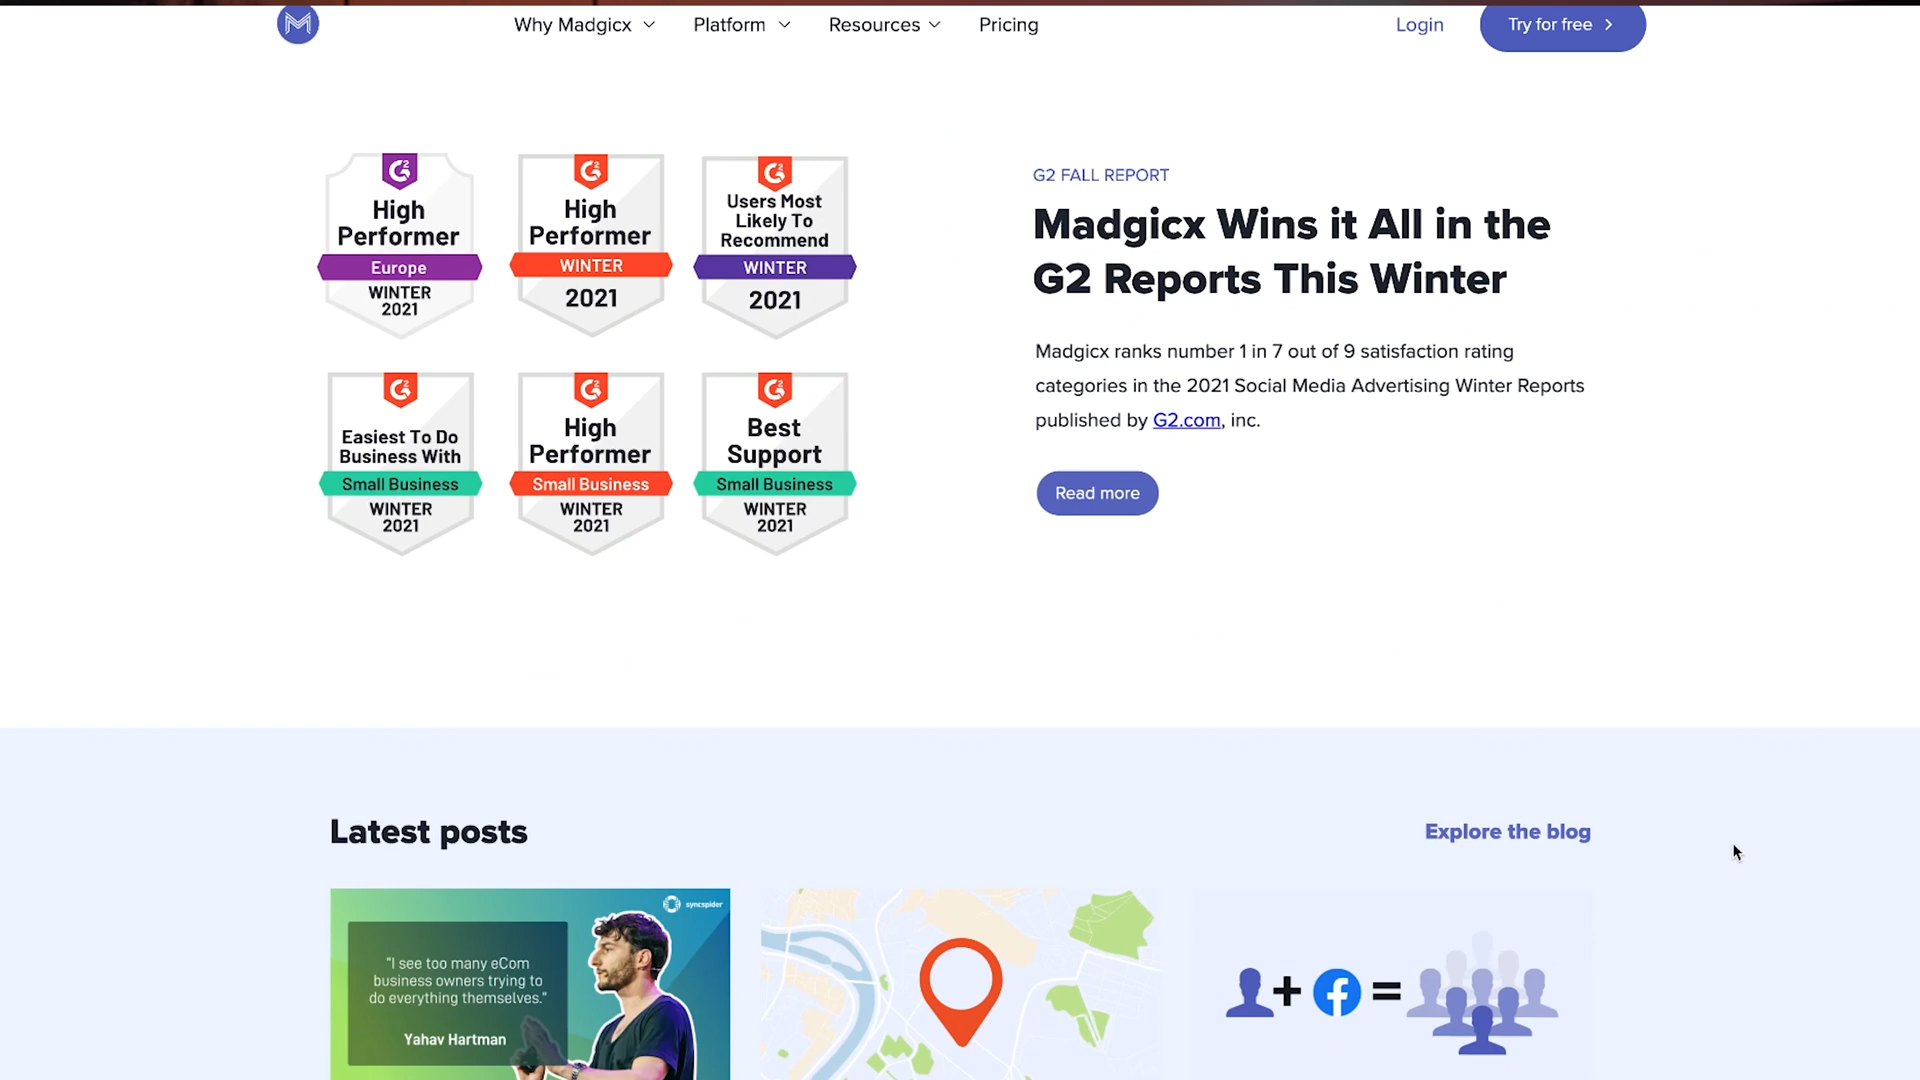 Why Madgicx
Platform
Resources
Pricing
Login
Try for free
High
Performer
Europe
WINTER
2021
High
Performer
WINTER
2021
Users Most
Likely To
Recommend
WINTER
2021
Easiest To Do
Business With
Small Business
WINTER
2021
High
Performer
Small Business
WINTER
2021
Best
Support
Small Business
WINTER
2021
G2 FALL REPORT
Madgicx Wins it All in the
G2 Reports This Winter
Madgicx ranks number 1 in 7 out of 9 satisfaction rating
categories in the 2021 Social Media Advertising Winter Reports
published by G2.com, inc.
Read more
Latest posts
Explore the blog
syncspider
"I see too many eCom
business owners trying to
do everything themselves."
Yahav Hartman